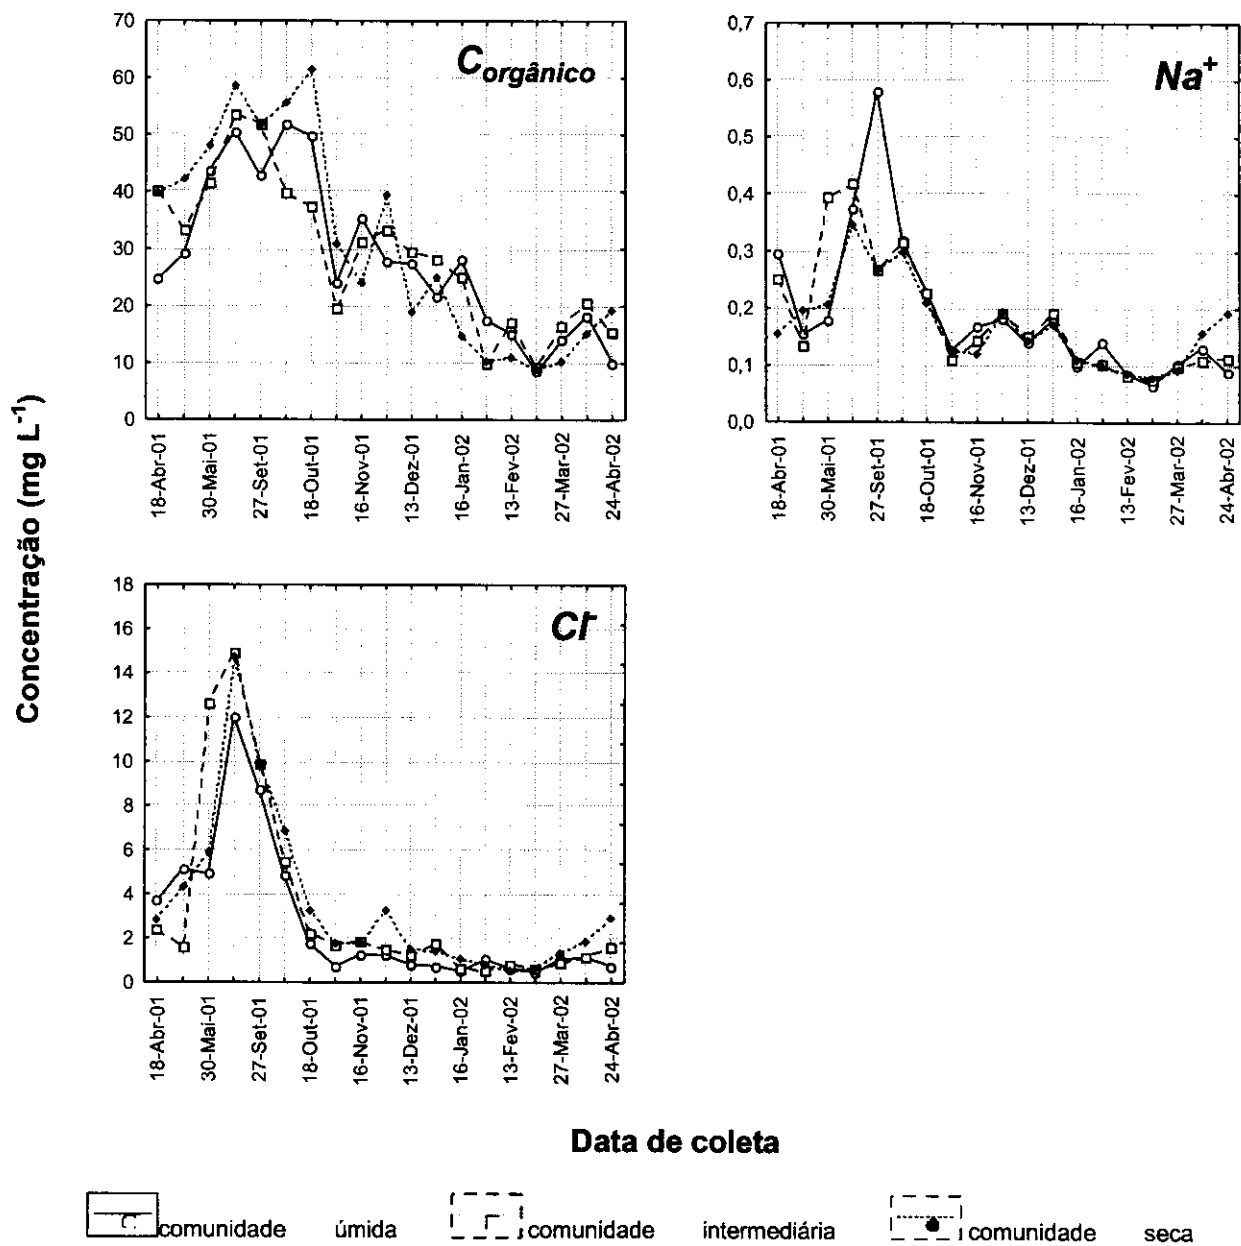 Concentração (mg L⁻¹)
C orgânico
70
60
50
40
30
20
10
0
18-Abr-01
30-Mai-01
27-Set-01
18-Out-01
16-Nov-01
13-Dez-01
16-Jan-02
13-Fev-02
27-Mar-02
24-Abr-02
Na⁺
0,7
0,6
0,5
0,4
0,3
0,2
0,1
0,0
18-Abr-01
30-Mai-01
27-Set-01
18-Out-01
16-Nov-01
13-Dez-01
16-Jan-02
13-Fev-02
27-Mar-02
24-Abr-02
Cl⁻
18
16
14
12
10
8
6
4
2
0
18-Abr-01
30-Mai-01
27-Set-01
18-Out-01
16-Nov-01
13-Dez-01
16-Jan-02
13-Fev-02
27-Mar-02
24-Abr-02
Data de coleta
comunidade úmida comunidade intermediária comunidade seca